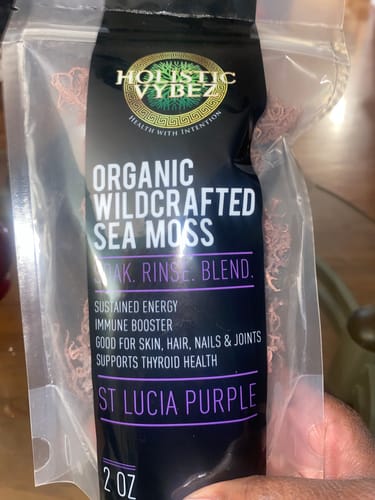 HOLISTIC
VYBEZ
HEALTH WITH INTENTION
ORGANIC
WILDCRAFTED
SEA MOSS
SOAK. RINSE. BLEND.
SUSTAINED ENERGY
IMMUNE BOOSTER
GOOD FOR SKIN, HAIR, NAILS & JOINTS
SUPPORTS THYROID HEALTH
ST LUCIA PURPLE
2 OZ